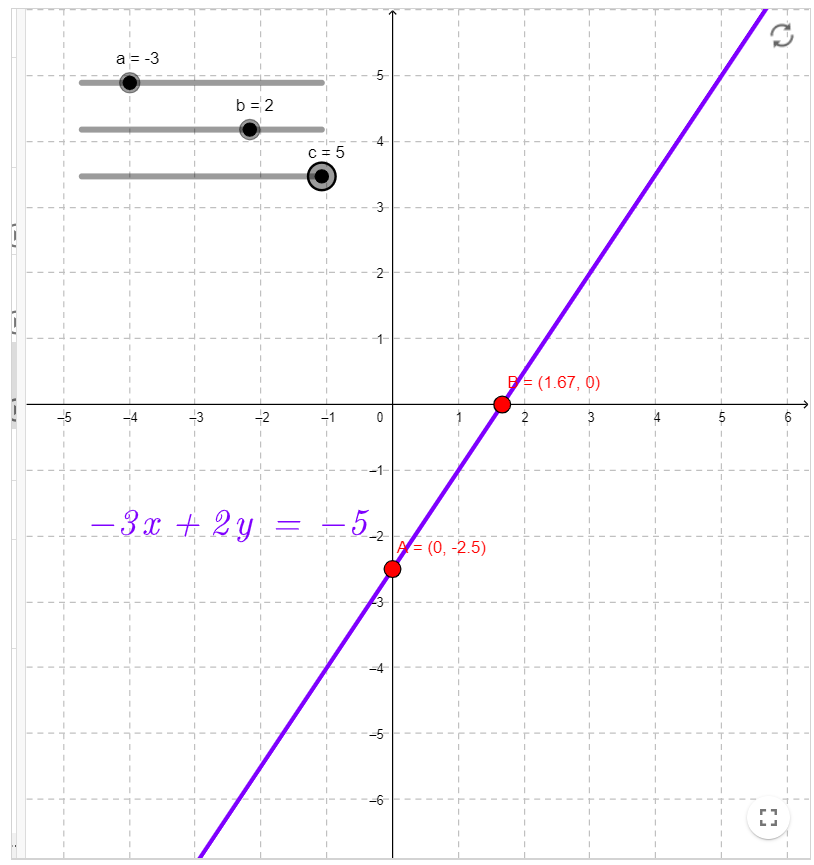 a = -3
b = 2
c = 5
5
4
3
2
1
B = (1.67, 0)
–5 –4 –3 –2 –1 0 1 2 3 4 5 6
–1
−3x + 2y = −5
–2
A = (0, -2.5)
–3
–4
–5
–6